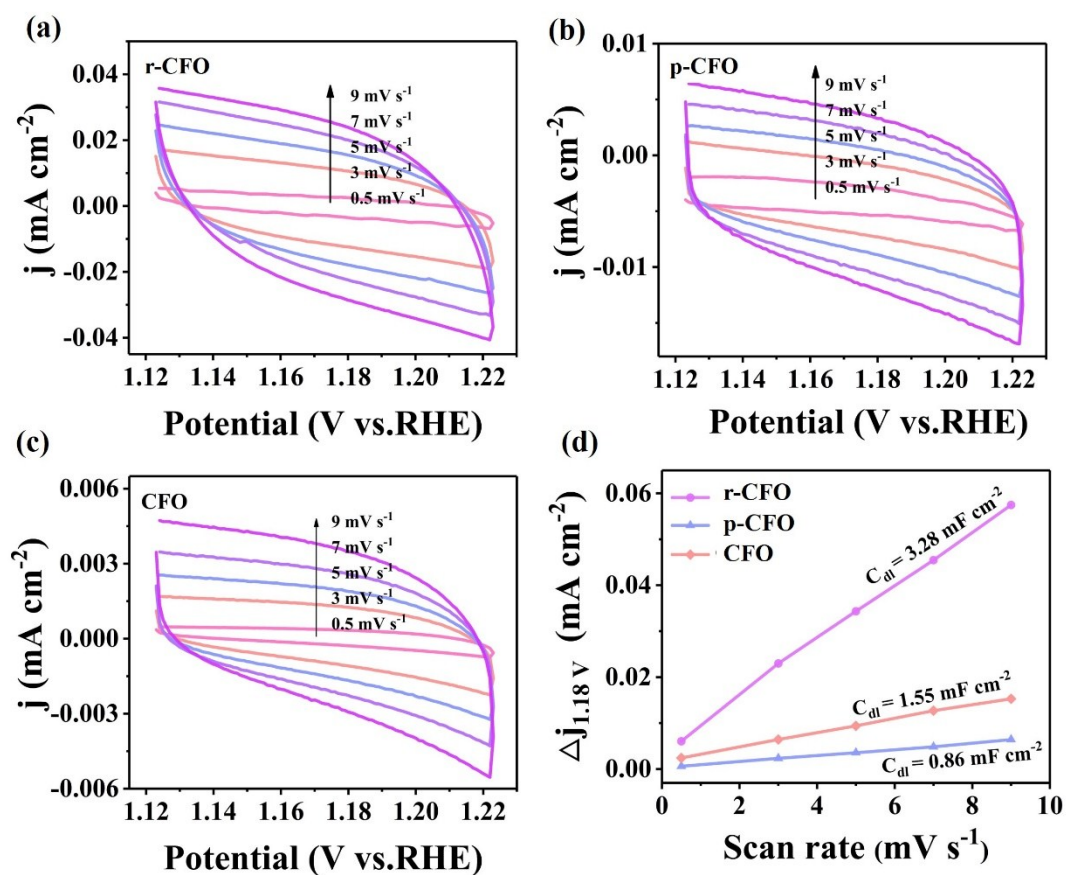 (a)
r-CFO
9 mV s⁻¹
7 mV s⁻¹
5 mV s⁻¹
3 mV s⁻¹
0.5 mV s⁻¹
0.04
0.02
0.00
-0.02
-0.04
j (mA cm⁻²)
1.12 1.14 1.16 1.18 1.20 1.22
Potential (V vs.RHE)
(b)
p-CFO
9 mV s⁻¹
7 mV s⁻¹
5 mV s⁻¹
3 mV s⁻¹
0.5 mV s⁻¹
0.01
0.00
-0.01
j (mA cm⁻²)
1.12 1.14 1.16 1.18 1.20 1.22
Potential (V vs.RHE)
(c)
CFO
9 mV s⁻¹
7 mV s⁻¹
5 mV s⁻¹
3 mV s⁻¹
0.5 mV s⁻¹
0.006
0.003
0.000
-0.003
-0.006
j (mA cm⁻²)
1.12 1.14 1.16 1.18 1.20 1.22
Potential (V vs.RHE)
(d)
r-CFO
p-CFO
CFO
C_dl = 3.28 mF cm⁻²
C_dl = 1.55 mF cm⁻²
C_dl = 0.86 mF cm⁻²
0.06
0.04
0.02
0.00
△j₁.₁₈ V (mA cm⁻²)
0 2 4 6 8 10
Scan rate (mV s⁻¹)